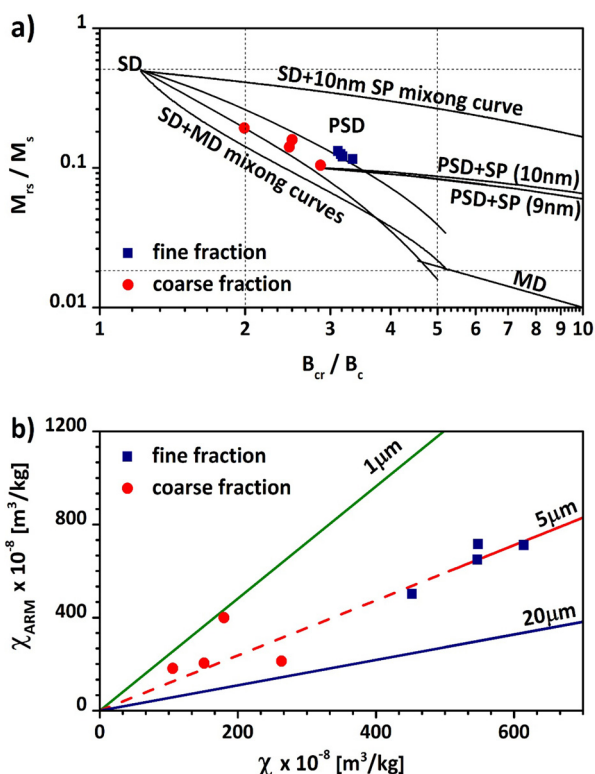 a)
1
SD
SD+10nm SP mixong curve
PSD
M_rs / M_s
0.1
SD+MD mixong curves
PSD+SP (10nm)
PSD+SP (9nm)
fine fraction
coarse fraction
MD
0.01
1 2 3 4 5 6 7 8 9 10
B_cr / B_c
b)
1200
fine fraction
coarse fraction
1μm
χ_ARM x 10^-8 [m^3/kg]
800
5μm
400
20μm
0
0 200 400 600
χ x 10^-8 [m^3/kg]